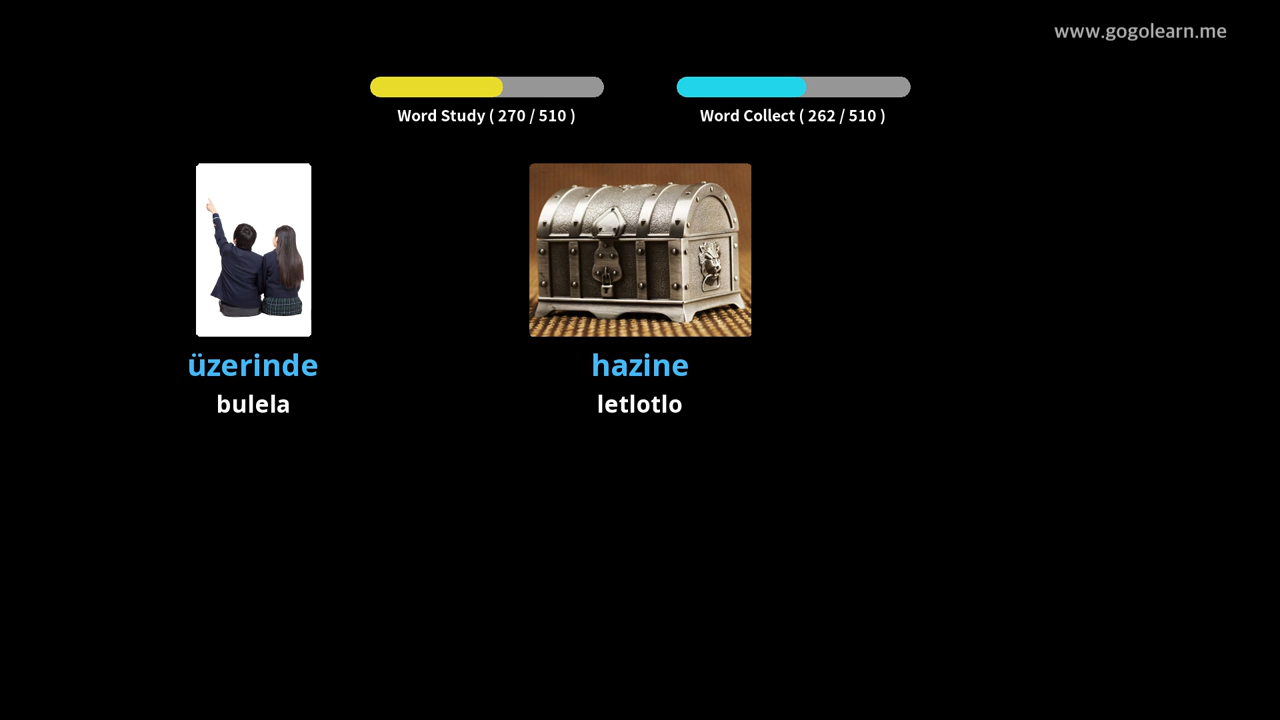 www.gogolearn.me
Word Study ( 270 / 510 )
Word Collect ( 262 / 510 )
üzerinde
bulela
hazine
letlotlo